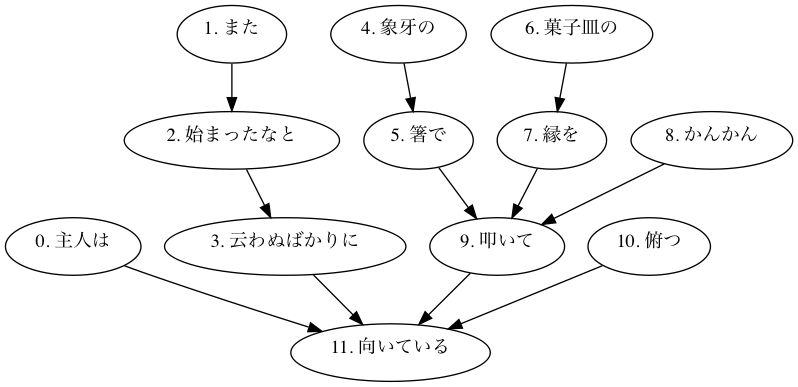 1. また
4. 象牙の
6. 菓子皿の
2. 始まったなと
5. 箸で
7. 縁を
8. かんかん
0. 主人は
3. 云わぬばかりに
9. 叩いて
10. 俯つ
11. 向いている